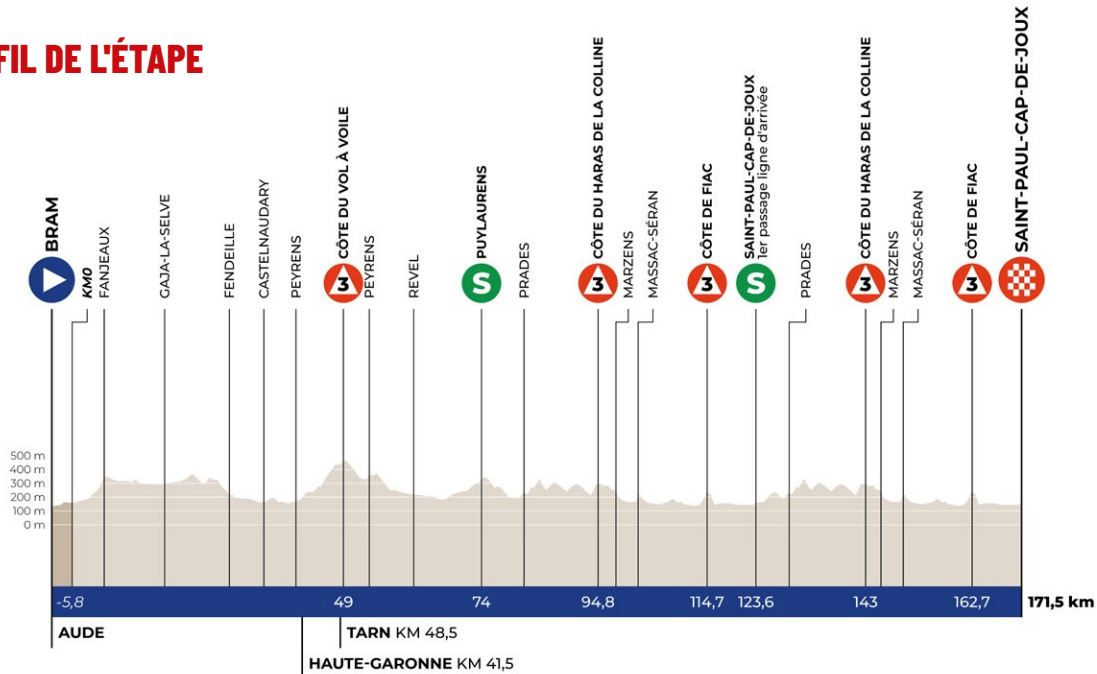 FIL DE L'ÉTAPE
BRAM
KM0
FANJEAUX
GAJA-LA-SELVE
FENDEILLE
CASTELNAUDARY
PEYRENS
3
CÔTE DU VOL À VOILE
PEYRENS
REVEL
S
PUYLAURENS
PRADES
3
CÔTE DU HARAS DE LA COLLINE
MARZENS
MASSAC-SÉRAN
3
CÔTE DE FIAC
S
SAINT-PAUL-CAP-DE-JOUX
1er passage ligne d'arrivée
PRADES
3
CÔTE DU HARAS DE LA COLLINE
MARZENS
MASSAC-SÉRAN
3
CÔTE DE FIAC
SAINT-PAUL-CAP-DE-JOUX
500 m
400 m
300 m
200 m
100 m
0 m
-5,8 49 74 94,8 114,7 123,6 143 162,7 171,5 km
AUDE
TARN KM 48,5
HAUTE-GARONNE KM 41,5